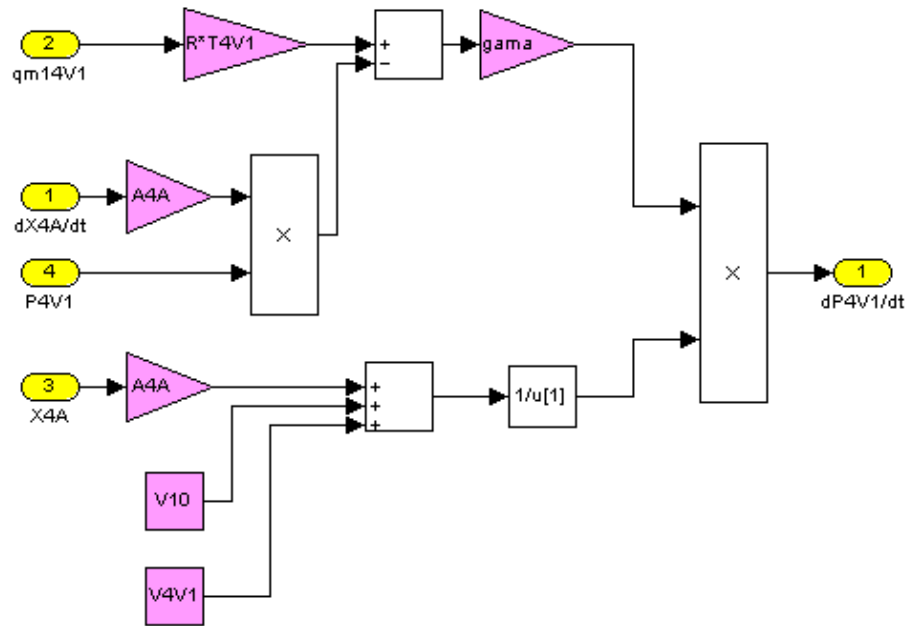 2
qm14V1
R*T4V1
+
−
gama
1
dX4A/dt
A4A
×
4
P4V1
×
1
dP4V1/dt
3
X4A
A4A
+
+
+
1/u[1]
V10
V4V1